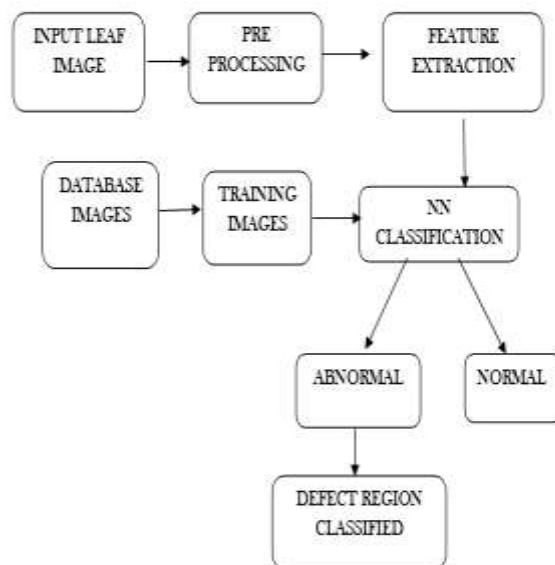 INPUT LEAF
IMAGE
PRE
PROCESSING
FEATURE
EXTRACTION
DATABASE
IMAGES
TRAINING
IMAGES
NN
CLASSIFICATION
ABNORMAL
NORMAL
DEFECT REGION
CLASSIFIED